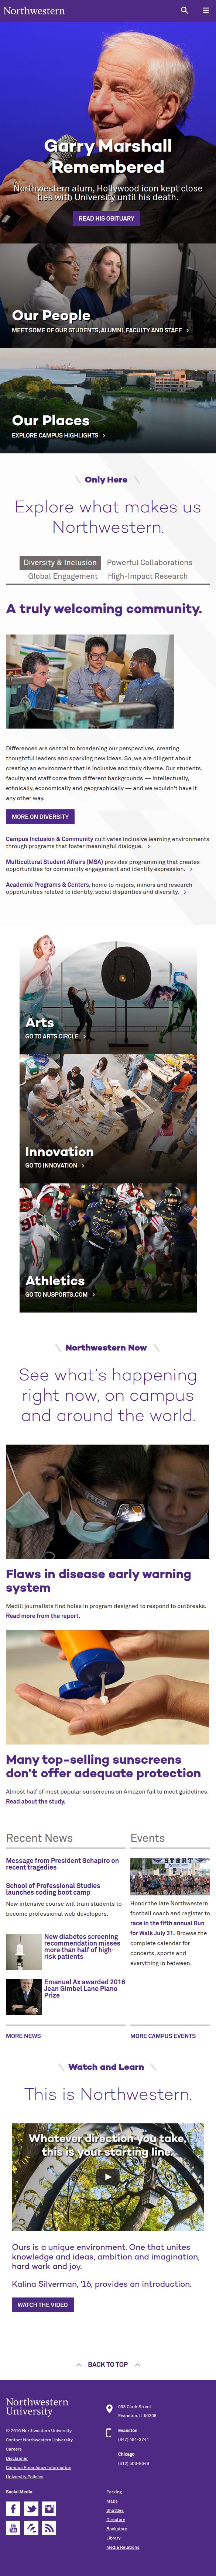 Northwestern
Garry Marshall
Remembered
Northwestern alum, Hollywood icon kept close
ties with University until his death.
READ HIS OBITUARY
Our People
MEET SOME OF OUR STUDENTS, ALUMNI, FACULTY AND STAFF
Our Places
EXPLORE CAMPUS HIGHLIGHTS
Only Here
Explore what makes us
Northwestern.
Diversity & Inclusion
Powerful Collaborations
Global Engagement
High-Impact Research
A truly welcoming community.
Differences are central to broadening our perspectives, creating
thoughtful leaders and sparking new ideas. So, we are diligent about
creating an environment that is inclusive and truly diverse. Our students,
faculty and staff come from different backgrounds — intellectually,
ethnically, economically and geographically — and we wouldn't have it
any other way.
MORE ON DIVERSITY
Campus Inclusion & Community cultivates inclusive learning environments
through programs that foster meaningful dialogue.
Multicultural Student Affairs (MSA) provides programming that creates
opportunities for community engagement and identity expression.
Academic Programs & Centers, home to majors, minors and research
opportunities related to identity, social disparities and diversity.
Arts
GO TO ARTS CIRCLE
Innovation
GO TO INNOVATION
Athletics
GO TO NUSPORTS.COM
Northwestern Now
See what's happening
right now, on campus
and around the world.
Flaws in disease early warning
system
Medill journalists find holes in program designed to respond to outbreaks.
Read more from the report.
Many top-selling sunscreens
don't offer adequate protection
Almost half of most popular sunscreens on Amazon fail to meet guidelines.
Read about the study.
Recent News
Message from President Schapiro on
recent tragedies
School of Professional Studies
launches coding boot camp
New intensive course will train students to
become professional web developers.
New diabetes screening
recommendation misses
more than half of high-
risk patients
Emanuel Ax awarded 2016
Jean Gimbel Lane Piano
Prize
MORE NEWS
Events
START
Honor the late Northwestern
football coach and register to
race in the fifth annual Run
for Walk July 31. Browse the
complete calendar for
concerts, sports and
everything in between.
MORE CAMPUS EVENTS
Watch and Learn
This is Northwestern.
Whatever direction you take,
this is your starting line.
Ours is a unique environment. One that unites
knowledge and ideas, ambition and imagination,
hard work and joy.
Kalina Silverman, '16, provides an introduction.
WATCH THE VIDEO
BACK TO TOP
Northwestern
University
© 2016 Northwestern University
Contact Northwestern University
Careers
Disclaimer
Campus Emergency Information
University Policies
633 Clark Street
Evanston, IL 60208
Evanston
(847) 491-3741
Chicago
(312) 503-8649
Social Media
Parking
Maps
Shuttles
Directory
Bookstore
Library
Media Relations